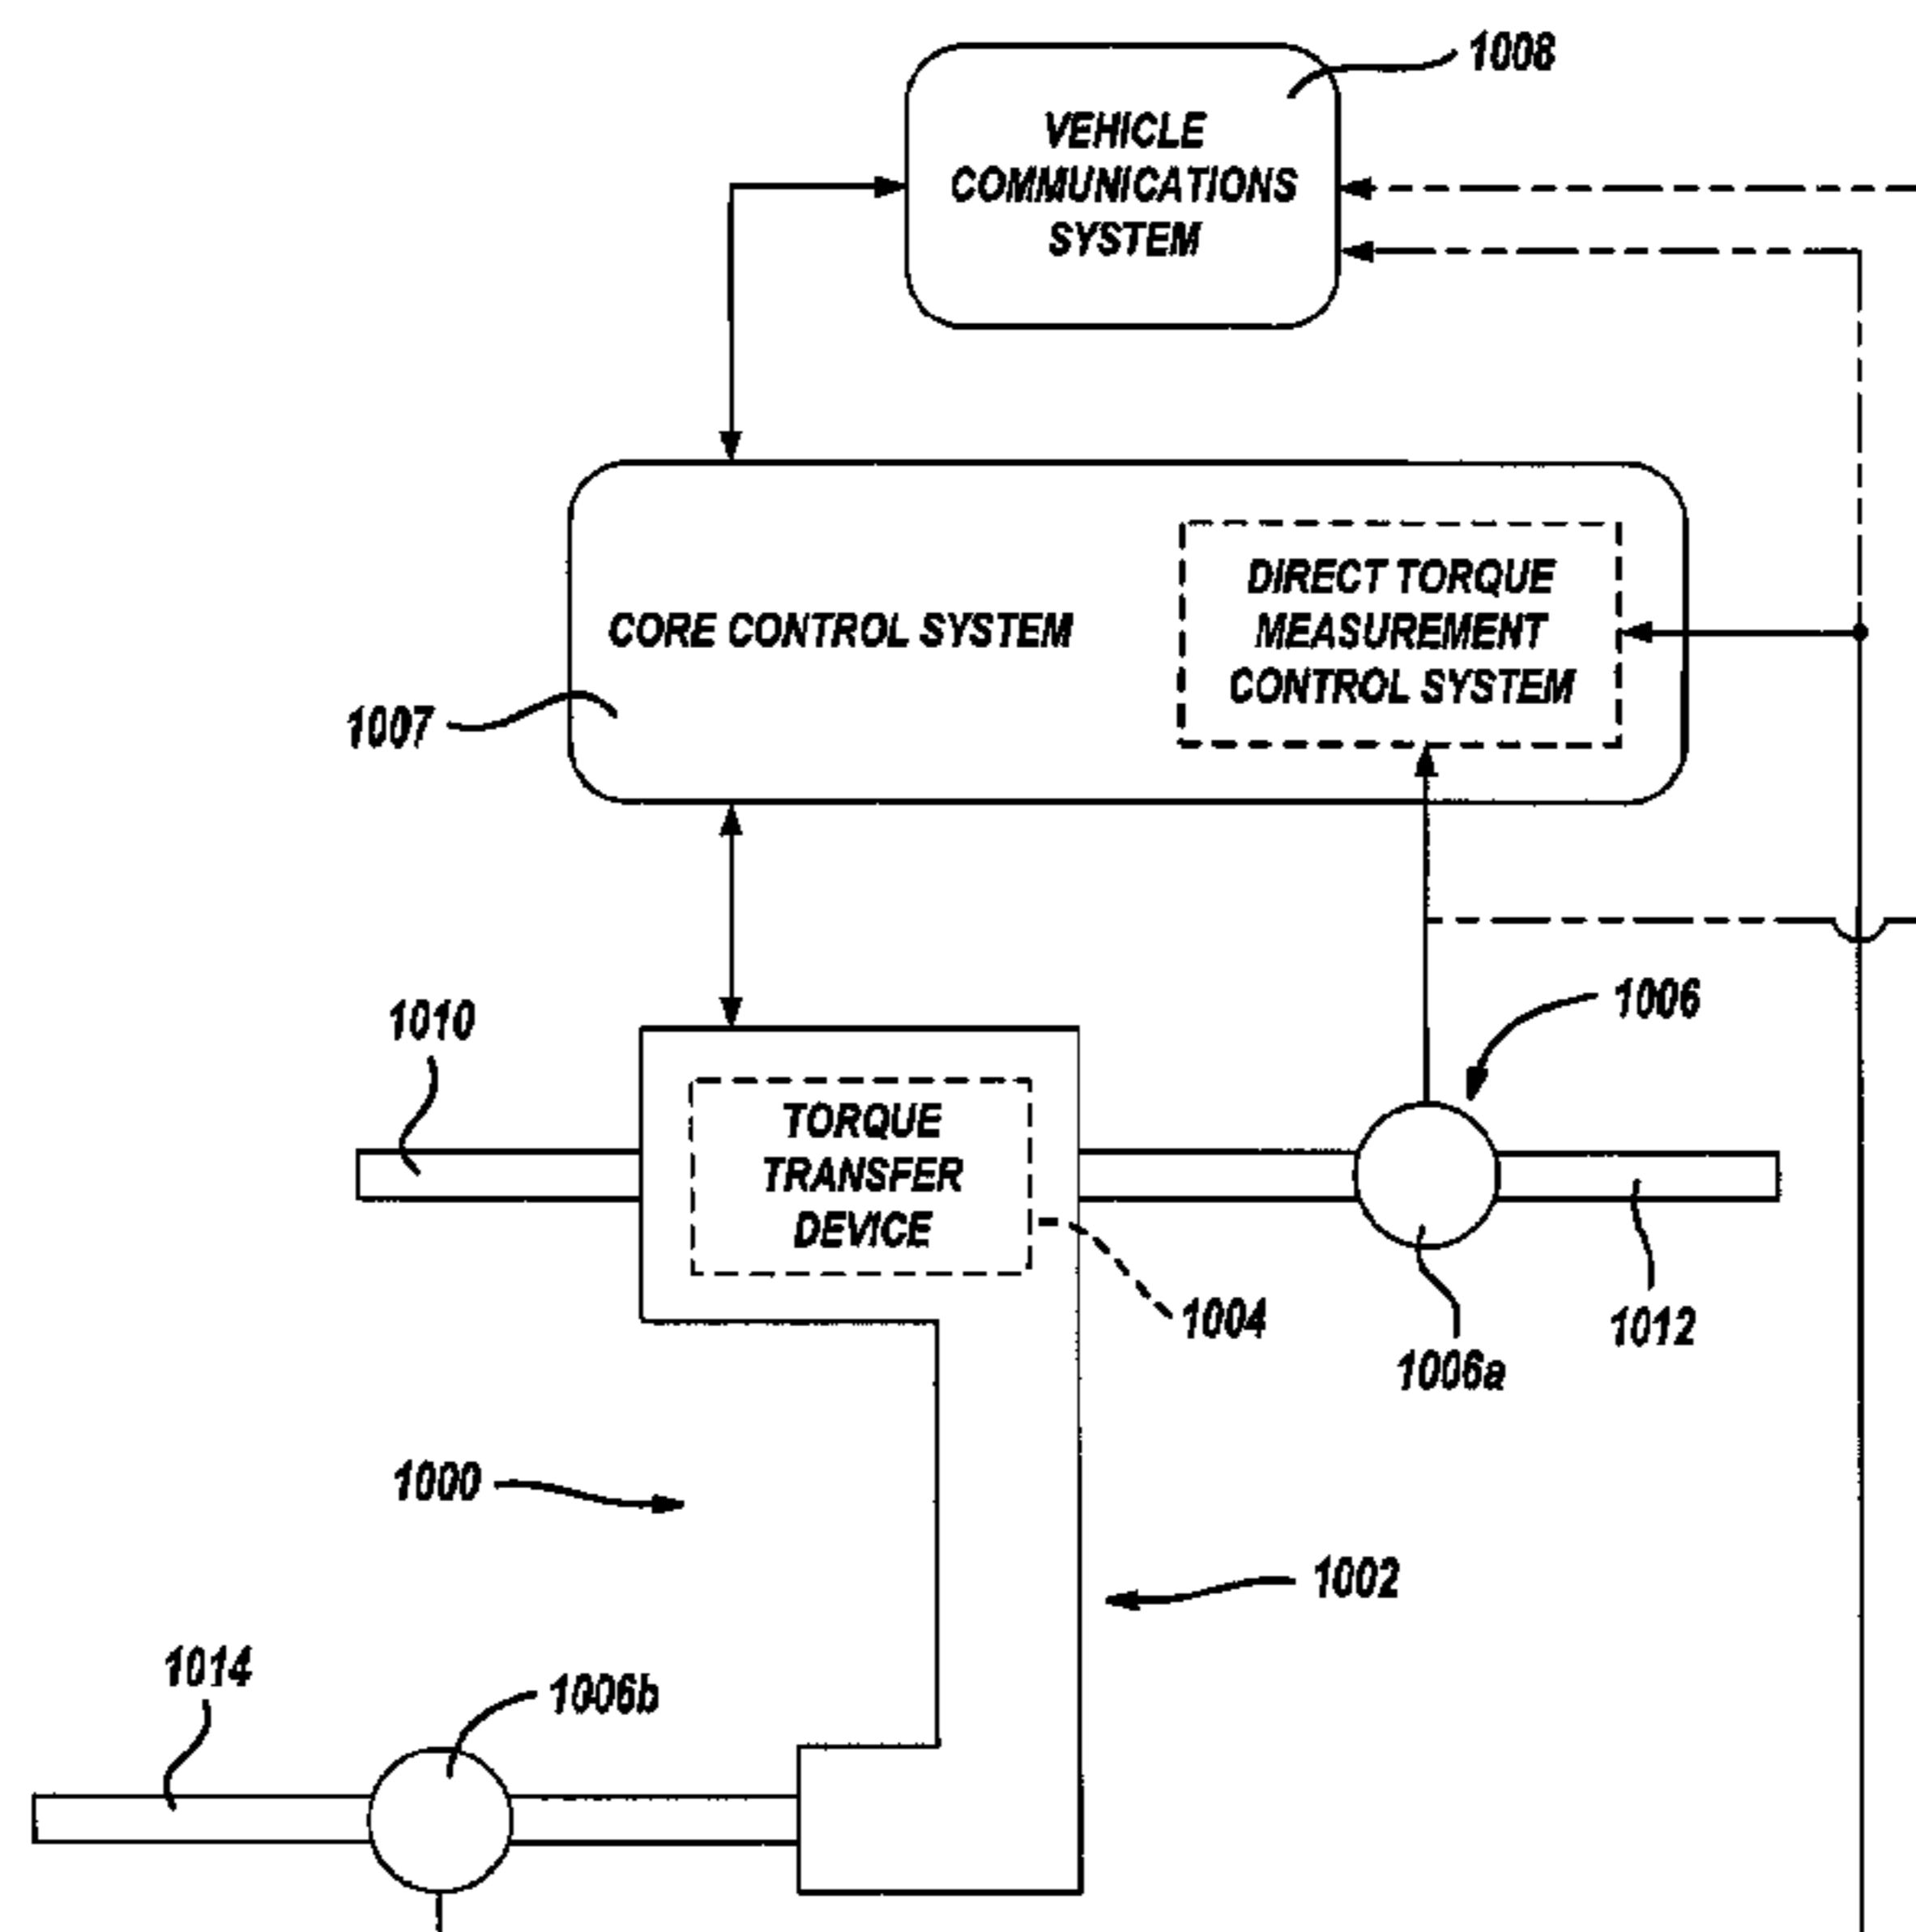 1008
VEHICLE
COMMUNICATIONS
SYSTEM
CORE CONTROL SYSTEM
DIRECT TORQUE
MEASUREMENT
CONTROL SYSTEM
1007
1006
1010
TORQUE
TRANSFER
DEVICE
1004
1012
1006a
1000
1002
1014
1006b